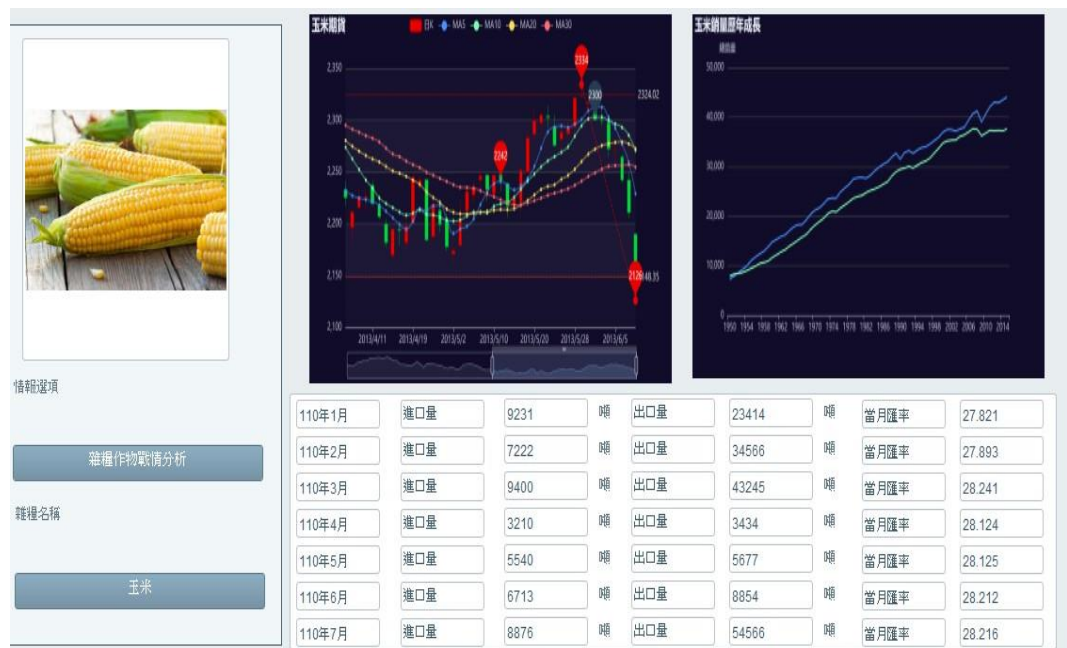 情報選項
雜糧作物戰情分析
雜糧名稱
玉米
玉米期貨
日K MA5 MA10 MA20 MA30
2,350
2,300
2,250
2,200
2,150
2,100
2334
2300
2324.02
2242
2126
48.35
2013/4/11 2013/4/19 2013/5/2 2013/5/10 2013/5/20 2013/5/28 2013/6/5
玉米銷量歷年成長
總銷量
50,000
40,000
30,000
20,000
10,000
0
1950 1954 1958 1962 1966 1970 1974 1978 1982 1986 1990 1994 1998 2002 2006 2010 2014
110年1月 進口量 9231 噸 出口量 23414 噸 當月匯率 27.821
110年2月 進口量 7222 噸 出口量 34566 噸 當月匯率 27.893
110年3月 進口量 9400 噸 出口量 43245 噸 當月匯率 28.241
110年4月 進口量 3210 噸 出口量 3434 噸 當月匯率 28.124
110年5月 進口量 5540 噸 出口量 5677 噸 當月匯率 28.125
110年6月 進口量 6713 噸 出口量 8854 噸 當月匯率 28.212
110年7月 進口量 8876 噸 出口量 54566 噸 當月匯率 28.216